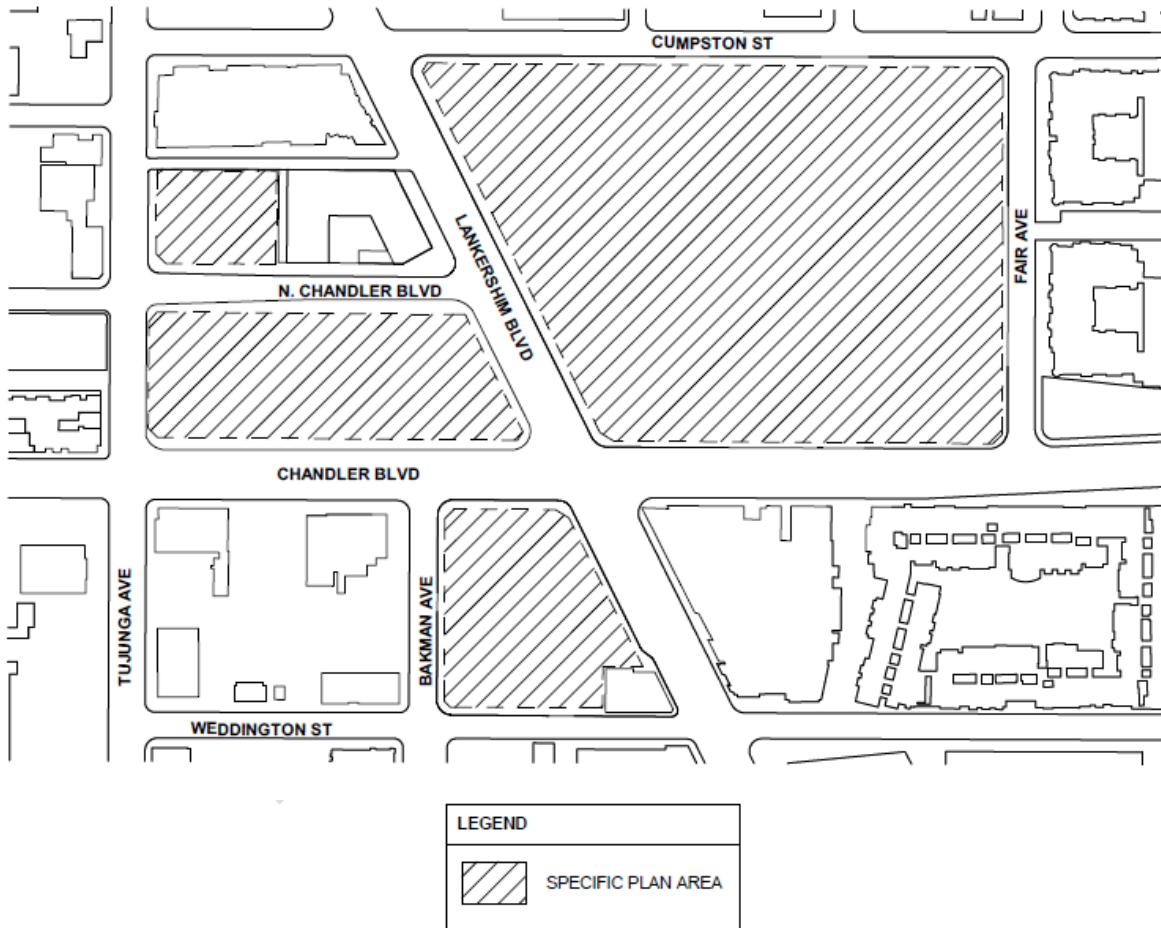 CUMPSTON ST
LANKERSHIM BLVD
FAIR AVE
N. CHANDLER BLVD
CHANDLER BLVD
TUJUNGA AVE
BAKMAN AVE
WEDDINGTON ST
LEGEND
SPECIFIC PLAN AREA